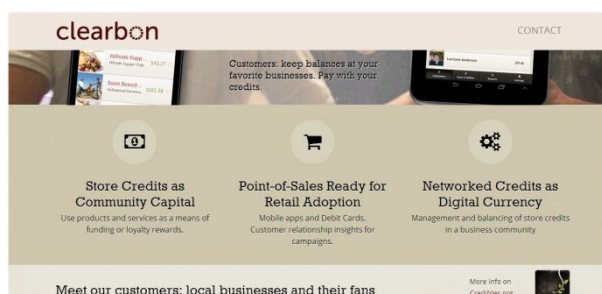 clearbon
CONTACT
Customers: keep balances at your
favorite businesses. Pay with your
credits.
Store Credits as
Community Capital
Use products and services as a means of
funding or loyalty rewards.
Point-of-Sales Ready for
Retail Adoption
Mobile apps and Debit Cards.
Customer relationship insights for
campaigns.
Networked Credits as
Digital Currency
Management and balancing of store credits
in a business community
Meet our customers: local businesses and their fans
More info on
Credibles.org